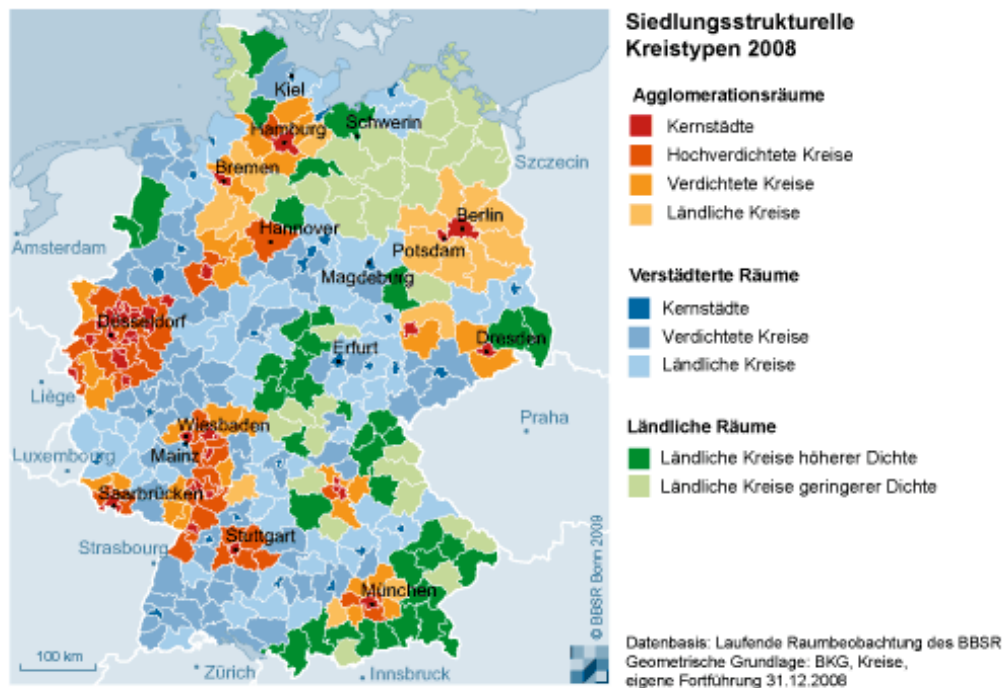 Siedlungsstrukturelle
Kreistypen 2008
Agglomerationsräume
Kernstädte
Hochverdichtete Kreise
Verdichtete Kreise
Ländliche Kreise
Verstädterte Räume
Kernstädte
Verdichtete Kreise
Ländliche Kreise
Ländliche Räume
Ländliche Kreise höherer Dichte
Ländliche Kreise geringerer Dichte
Datenbasis: Laufende Raumbeobachtung des BBSR
Geometrische Grundlage: BKG, Kreise,
eigene Fortführung 31.12.2008
Kiel
Schwerin
Hamburg
Szczecin
Bremen
Berlin
Hannover
Amsterdam
Potsdam
Magdeburg
Düsseldorf
Dresden
Erfurt
Liège
Praha
Wiesbaden
Mainz
Luxembourg
Saarbrücken
Stuttgart
Strasbourg
München
100 km
Zürich
Innsbruck
© BBSR Bonn 2009